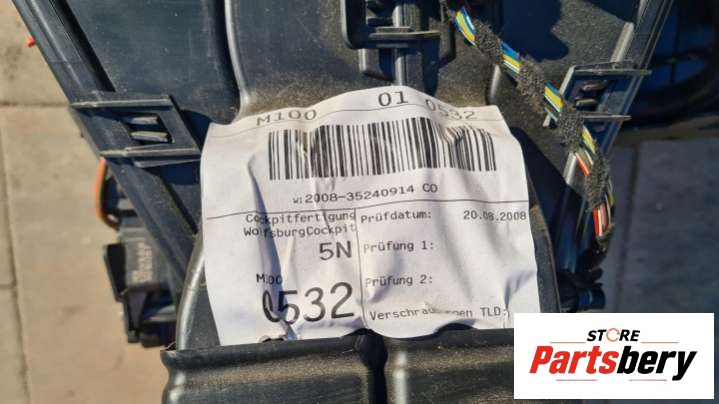 M100 01 0532
W:2008-35240914 CO
Cockpitfertigung
WolfsburgCockpit
5N
Prüfdatum: 20.08.2008
Prüfung 1:
M100
0532
Prüfung 2:
TLD:
STORE
Partsbery